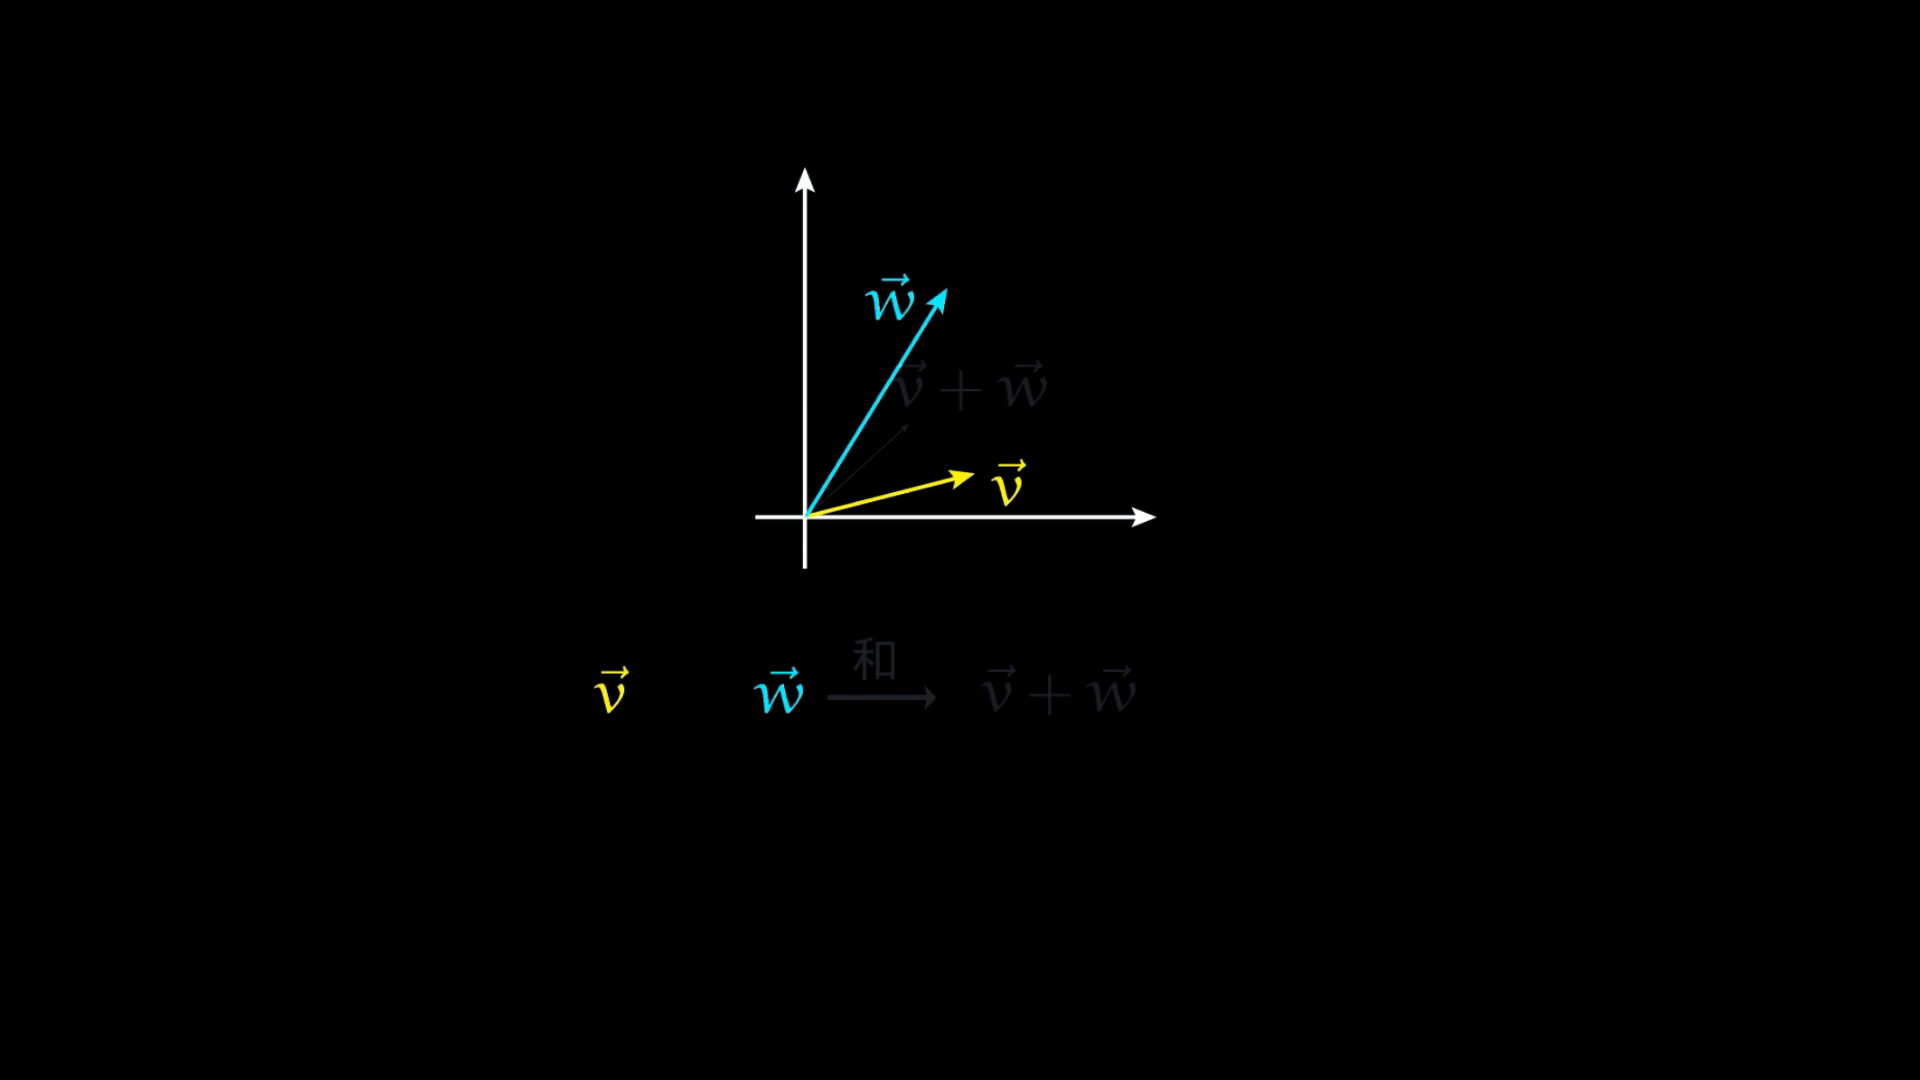 w⃗
v⃗ + w⃗
v⃗
和
v⃗ w⃗ ⟶ v⃗ + w⃗